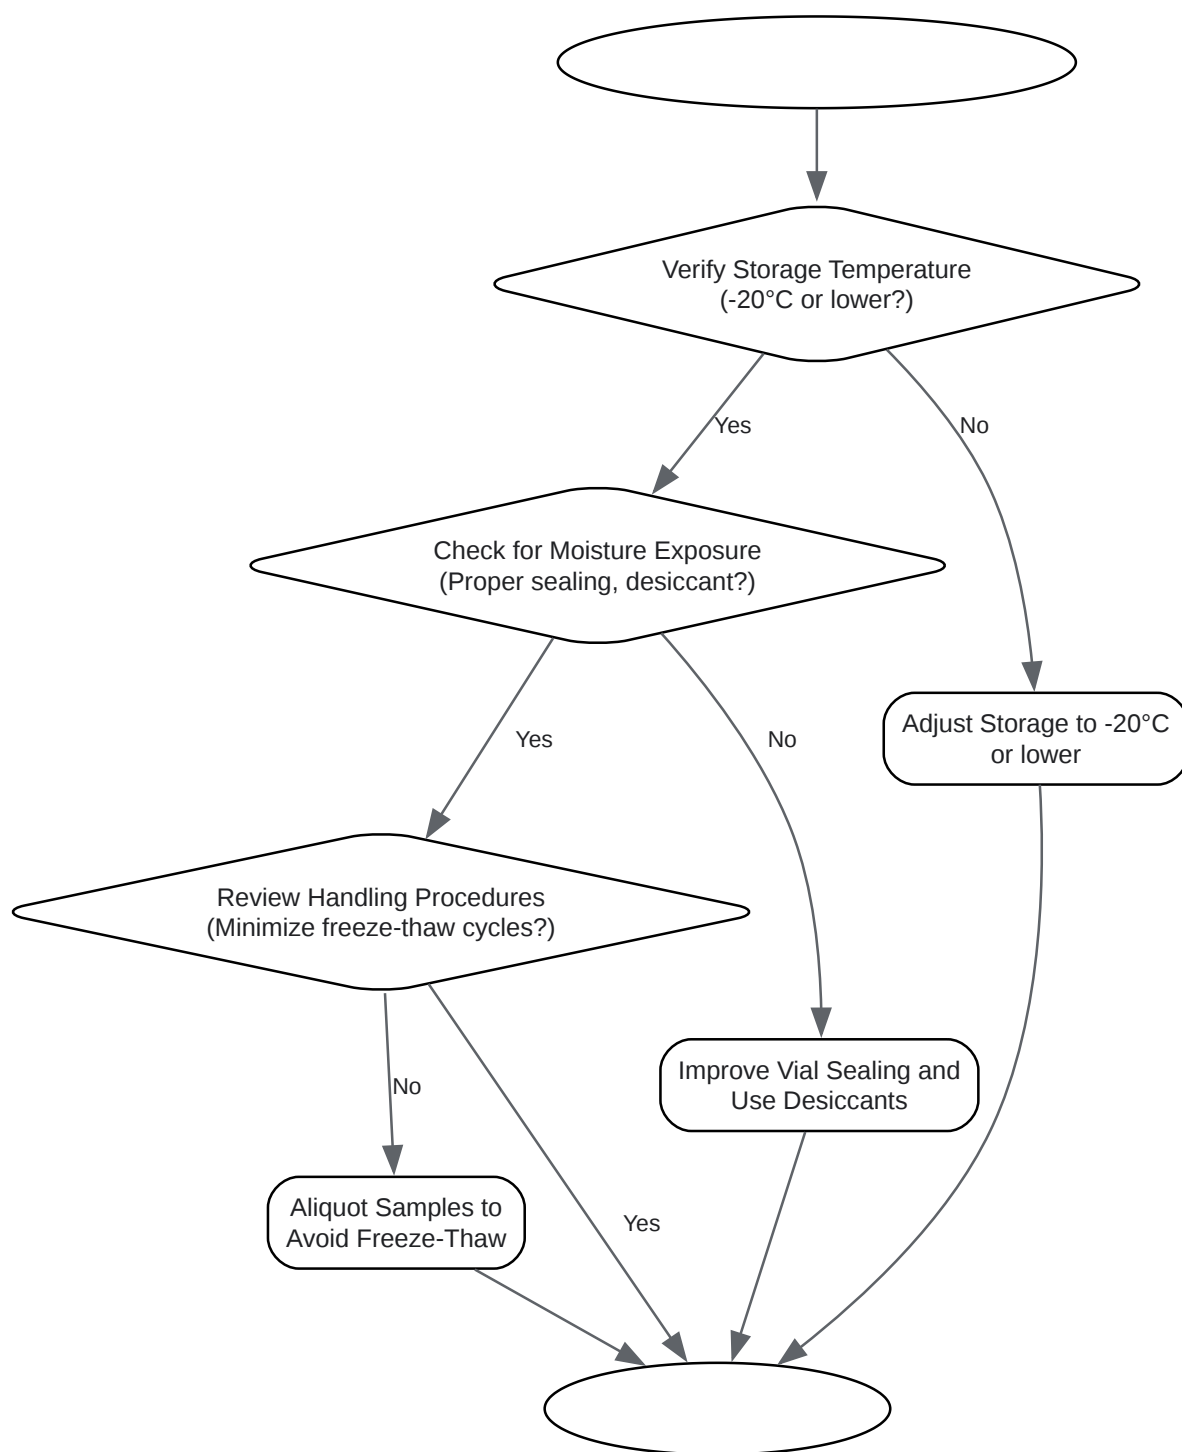 Verify Storage Temperature
(-20°C or lower?)
Yes
No
Check for Moisture Exposure
(Proper sealing, desiccant?)
Yes
No
Adjust Storage to -20°C
or lower
Review Handling Procedures
(Minimize freeze-thaw cycles?)
No
Improve Vial Sealing and
Use Desiccants
Aliquot Samples to
Avoid Freeze-Thaw
Yes